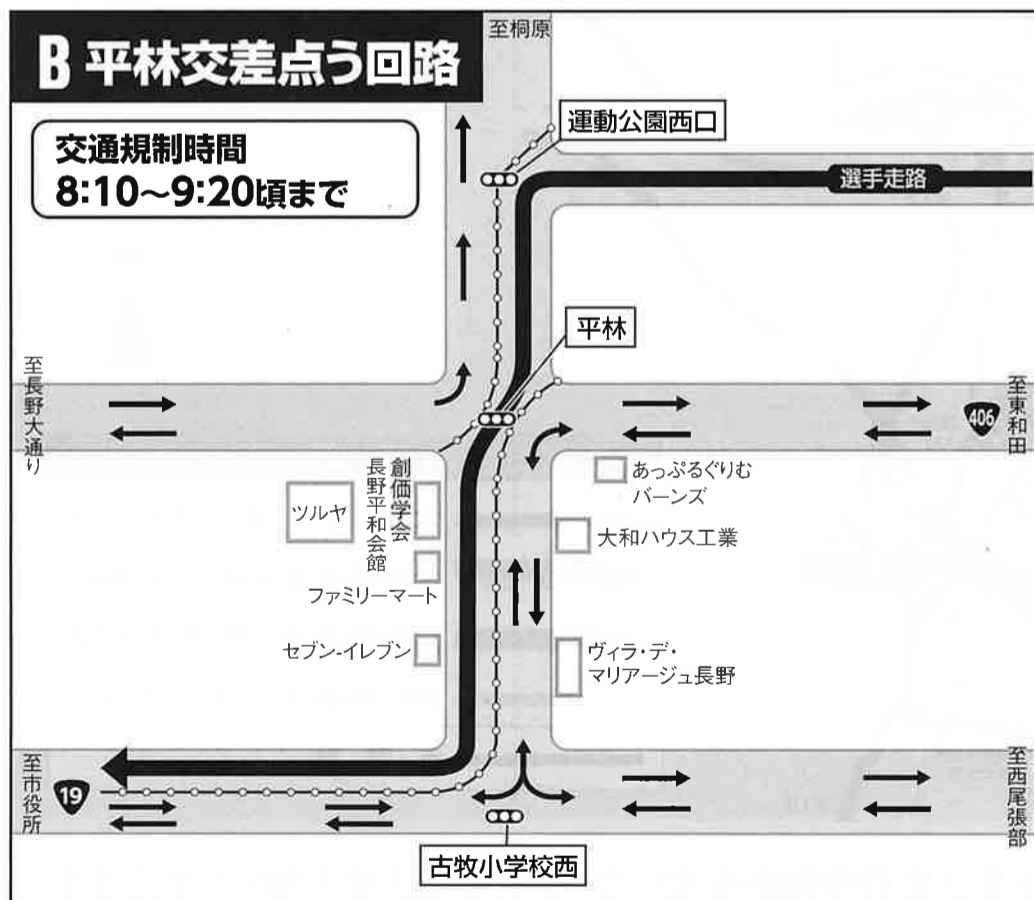 B 平林交差点う回路
至桐原
交通規制時間
8:10〜9:20頃まで
運動公園西口
選手走路
平林
至長野大通り
至東和田
406
ツルヤ
創価学会
長野平和会館
あっぷるぐりむ
バーンズ
大和ハウス工業
ファミリーマート
セブン-イレブン
ヴィラ・デ・
マリアージュ長野
至市役所
19
至西尾張部
古牧小学校西